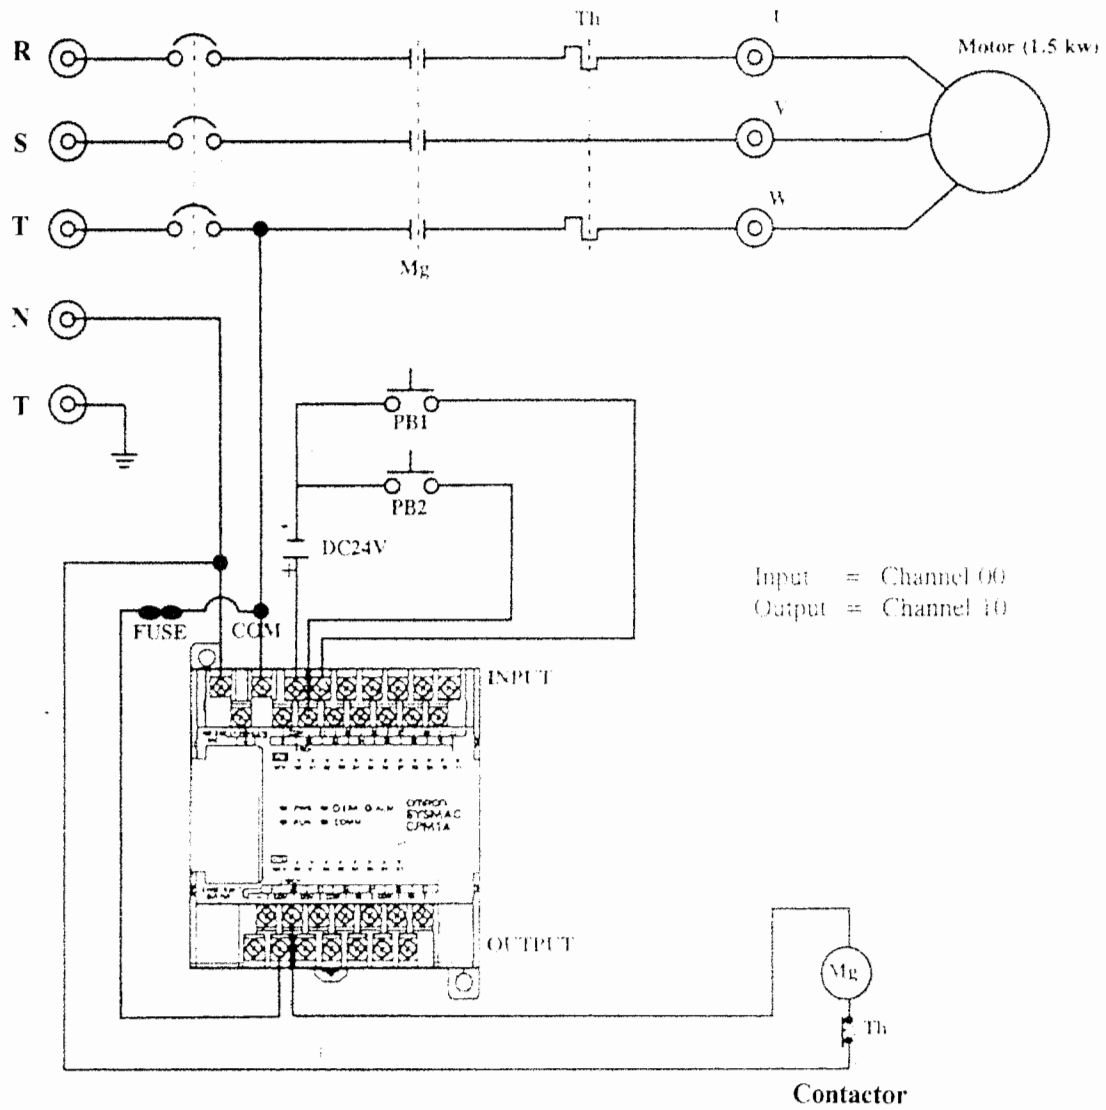 Th
U
Motor (1.5 kw)
R
V
S
W
T
Mg
N
T
PB1
PB2
-
DC24V
+
Input = Channel 00
Output = Channel 10
FUSE
COM
INPUT
OMRON
SYSMAC
CPM1A
OUTPUT
Mg
Th
Contactor